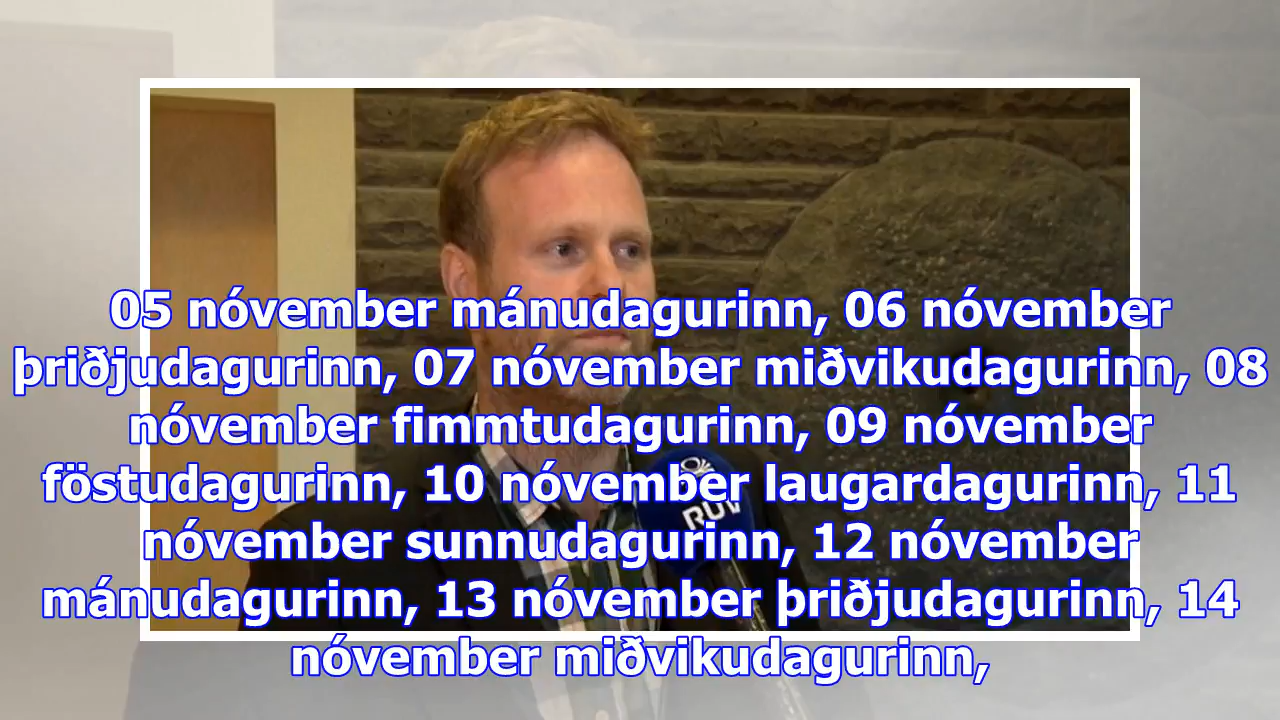 05 nóvember mánudagurinn, 06 nóvember
þriðjudagurinn, 07 nóvember miðvikudagurinn, 08
nóvember fimmtudagurinn, 09 nóvember
föstudagurinn, 10 nóvember laugardagurinn, 11
nóvember sunnudagurinn, 12 nóvember
mánudagurinn, 13 nóvember þriðjudagurinn, 14
nóvember miðvikudagurinn,
RÚV